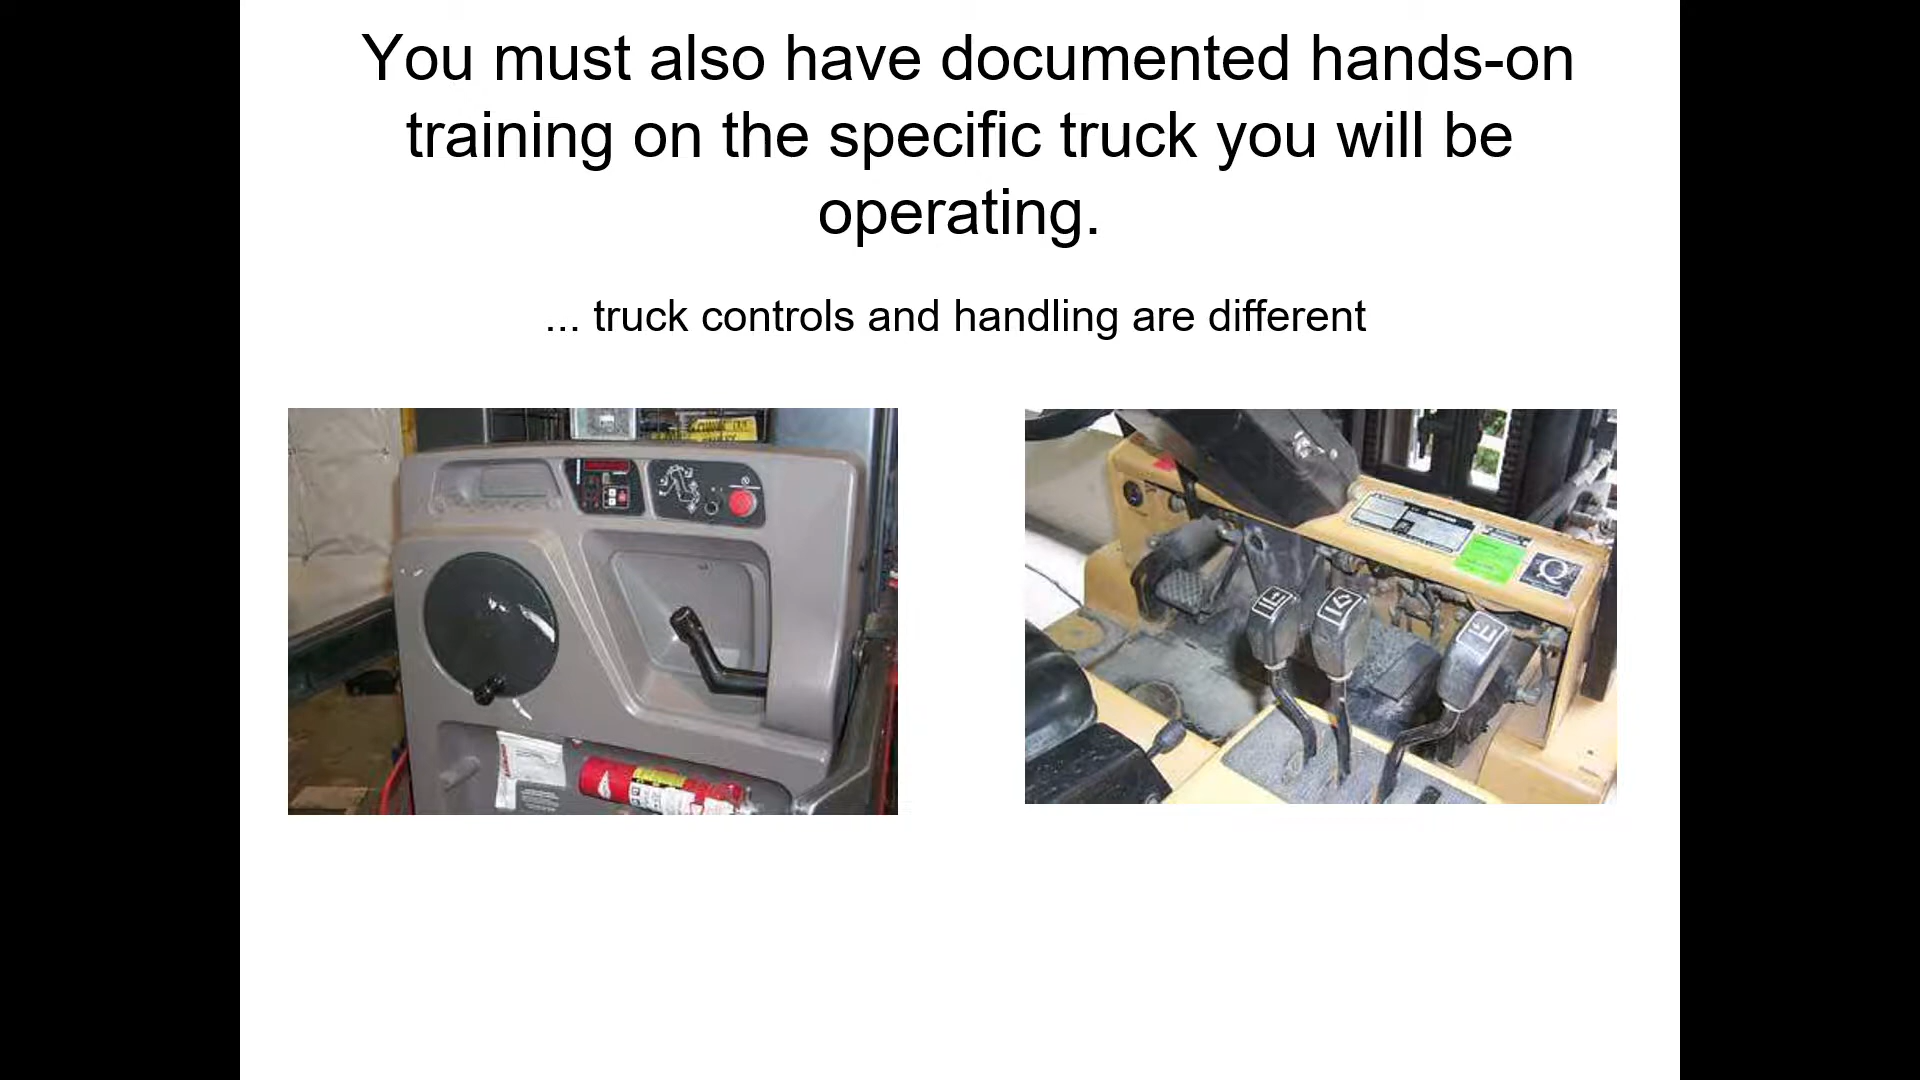 You must also have documented hands-on
training on the specific truck you will be
operating.
... truck controls and handling are different
Q